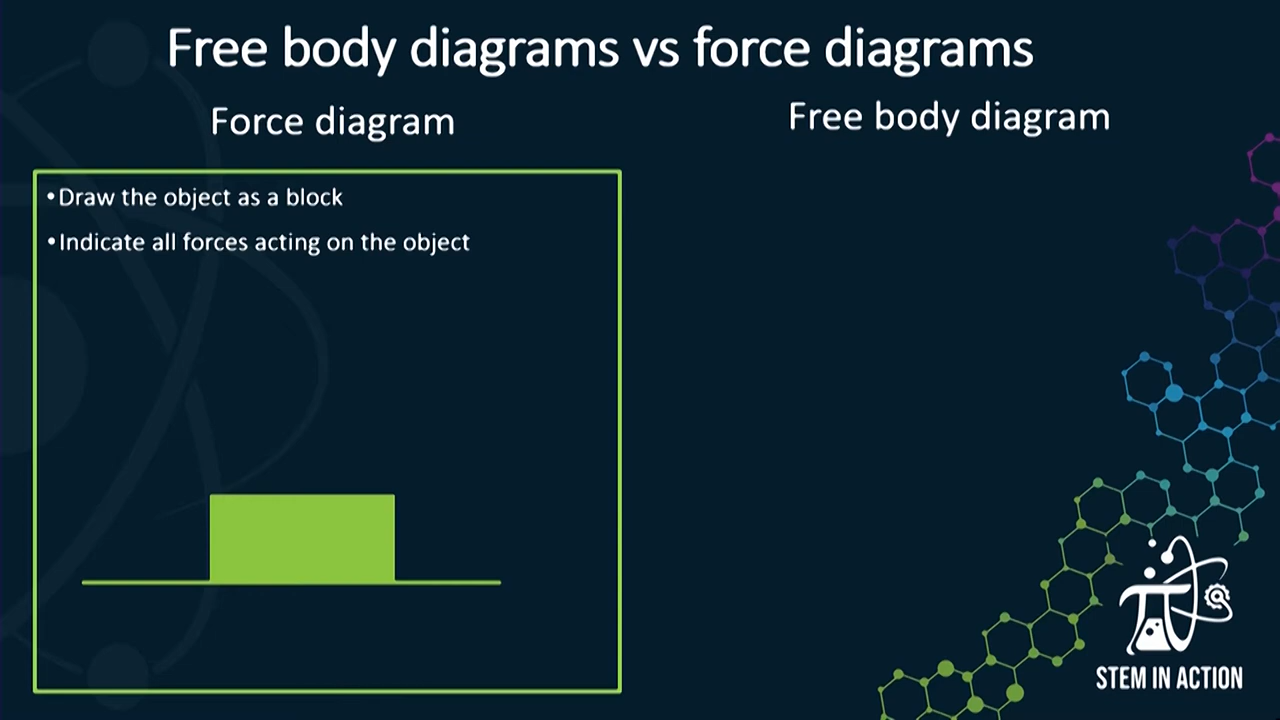 Free body diagrams vs force diagrams
Force diagram
Free body diagram
•Draw the object as a block
•Indicate all forces acting on the object
STEM IN ACTION